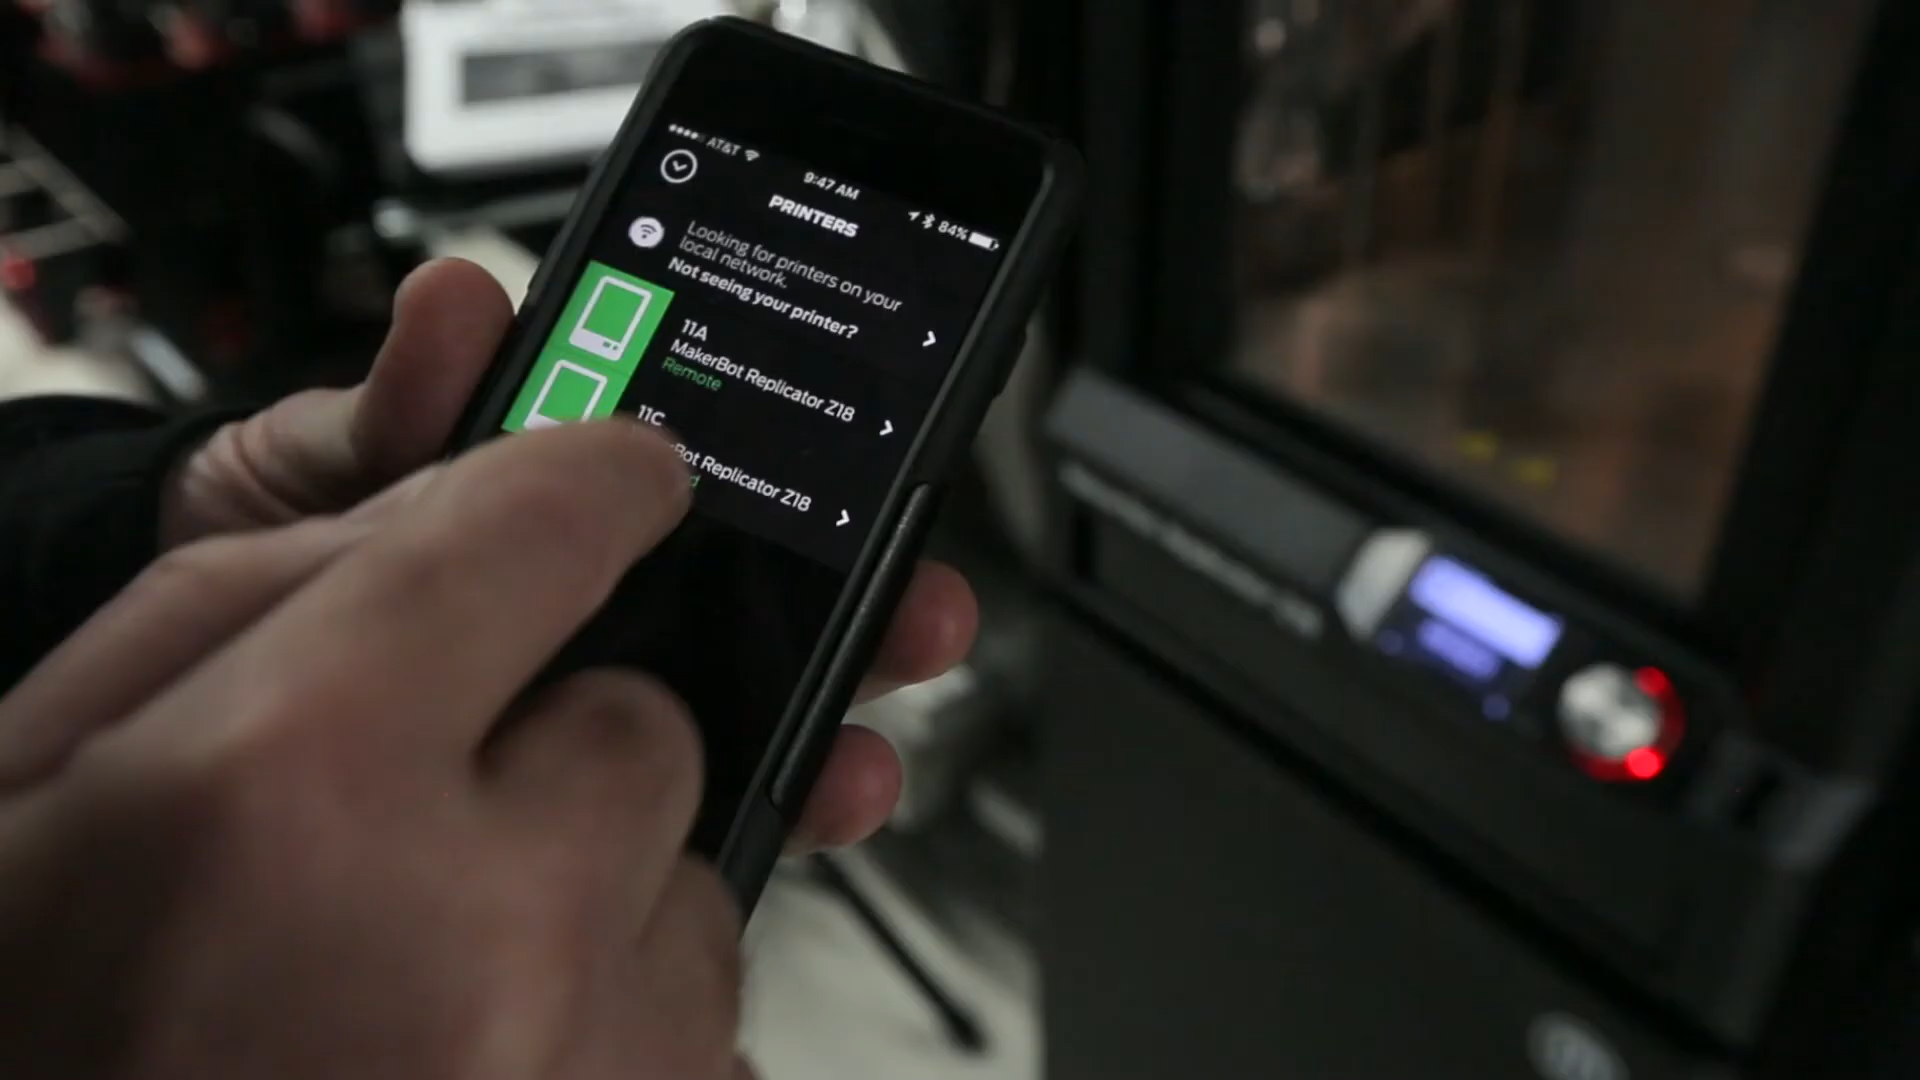 AT&T
9:47 AM
84%
PRINTERS
Looking for printers on your
local network.
Not seeing your printer?
11A
MakerBot Replicator Z18
Remote
11C
Replicator Z18